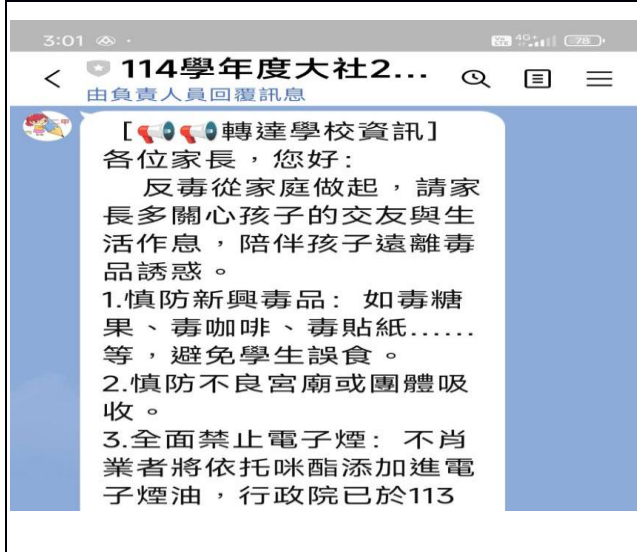 3:01
4G 78
114學年度大社2...
由負責人員回覆訊息
[📢📢轉達學校資訊]
各位家長，您好:
反毒從家庭做起，請家
長多關心孩子的交友與生
活作息，陪伴孩子遠離毒
品誘惑。
1.慎防新興毒品: 如毒糖
果、毒咖啡、毒貼紙......
等，避免學生誤食。
2.慎防不良宮廟或團體吸
收。
3.全面禁止電子煙: 不肖
業者將依托咪酯添加進電
子煙油，行政院已於113